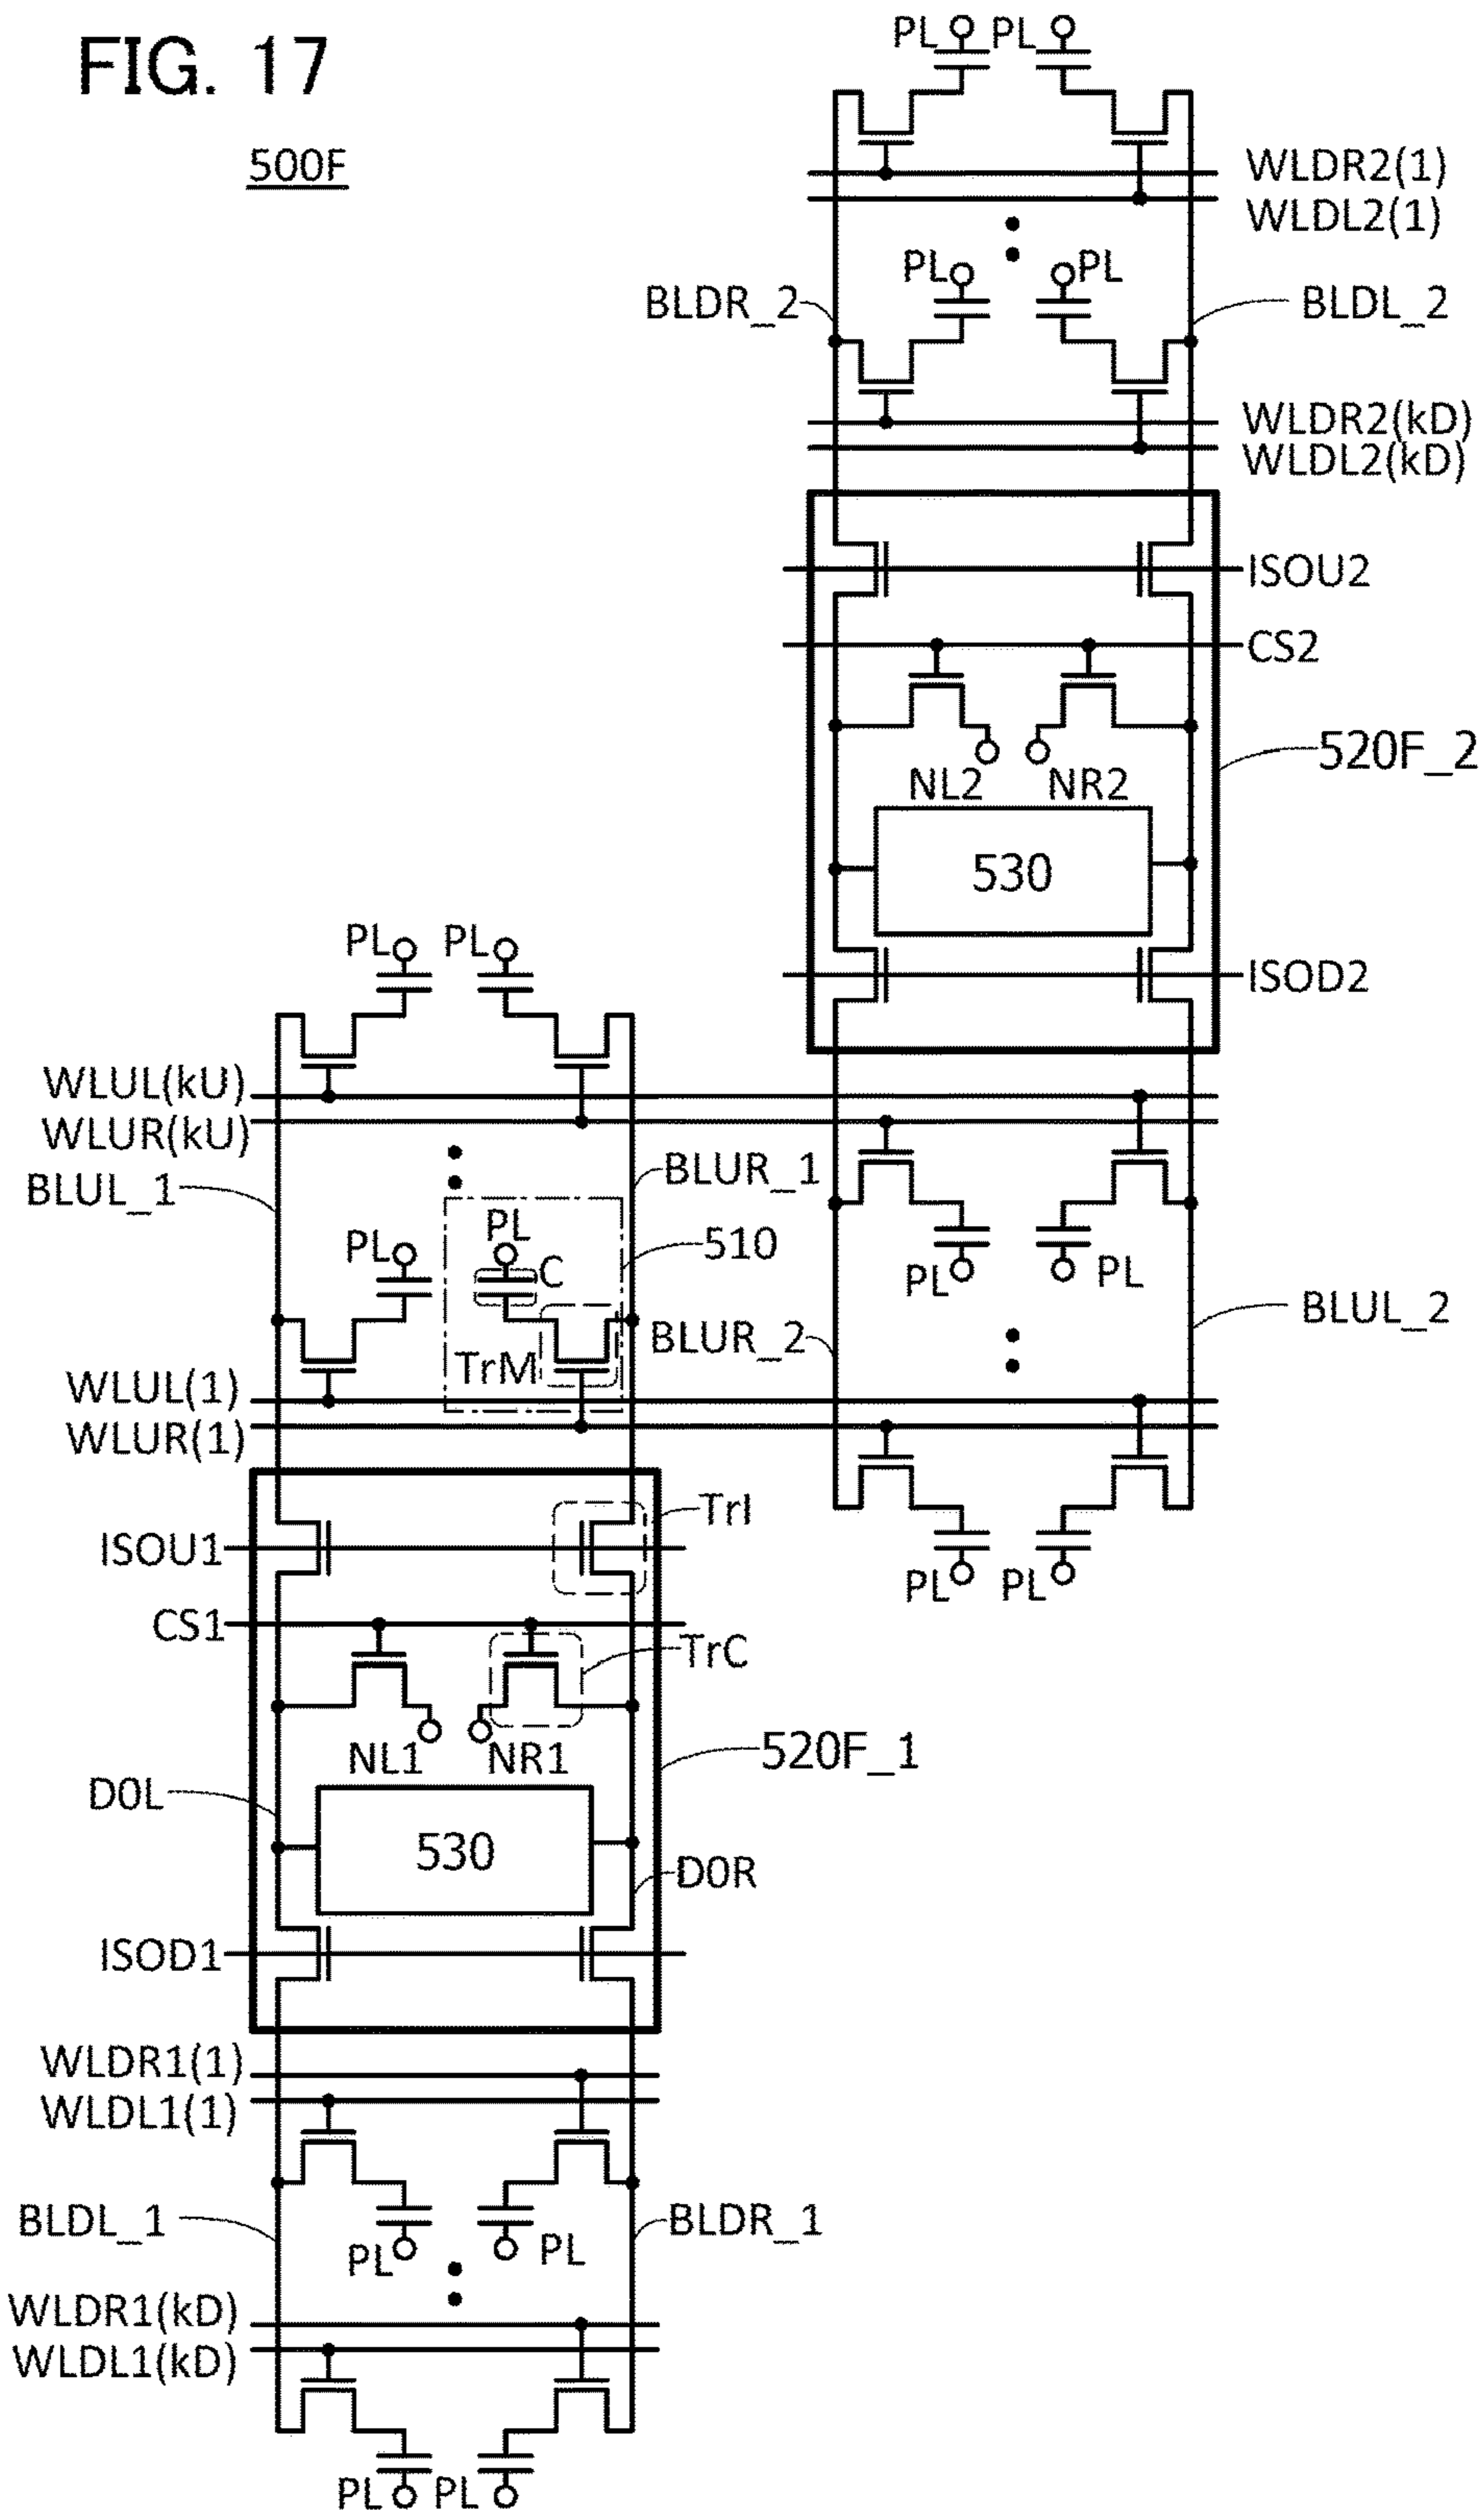 FIG. 17
500F
PL PL
WLDR2(1)
WLDL2(1)
PL PL
BLDR_2
BLDL_2
WLDR2(kD)
WLDL2(kD)
ISOU2
CS2
520F_2
NL2 NR2
530
PL PL
ISOD2
WLUL(kU)
WLUR(kU)
BLUL_1
BLUR_1
PL PL
510
C
PL PL
BLUL_2
BLUR_2
TrM
WLUL(1)
WLUR(1)
TrI
ISOU1
PL PL
CS1
TrC
NL1 NR1
520F_1
D0L
530
D0R
ISOD1
WLDR1(1)
WLDL1(1)
BLDL_1
BLDR_1
PL PL
WLDR1(kD)
WLDL1(kD)
PL PL